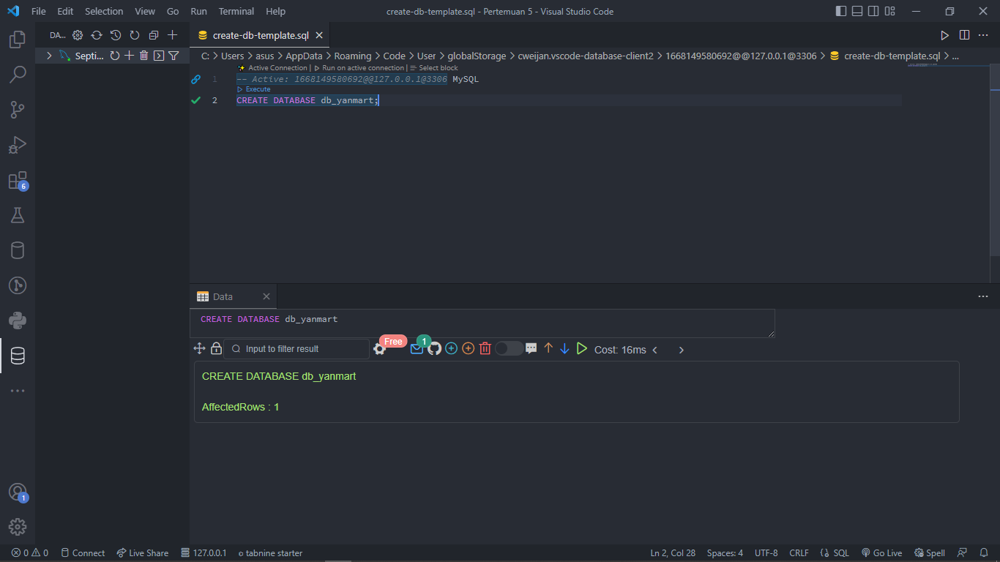 File Edit Selection View Go Run Terminal Help
create-db-template.sql - Pertemuan 5 - Visual Studio Code
DA...
create-db-template.sql
Septi...
C: > Users > asus > AppData > Roaming > Code > User > globalStorage > cweijan.vscode-database-client2 > 1668149580692@@127.0.0.1@3306 > create-db-template.sql > ...
Active Connection | Run on active connection | Select block
1 -- Active: 1668149580692@@127.0.0.1@3306 MySQL
Execute
2 CREATE DATABASE db_yanmart;
6
Data
CREATE DATABASE db_yanmart
Input to filter result
Free
1
Cost: 16ms
CREATE DATABASE db_yanmart
AffectedRows : 1
1
0 0 Connect Live Share 127.0.0.1 tabnine starter
Ln 2, Col 28 Spaces: 4 UTF-8 CRLF SQL Go Live Spell